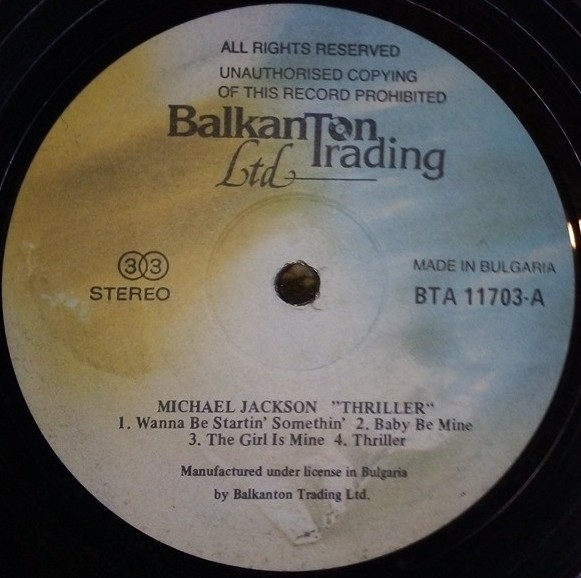 ALL RIGHTS RESERVED
UNAUTHORISED COPYING
OF THIS RECORD PROHIBITED
BalkanTon
Trading
Ltd
33
STEREO
MADE IN BULGARIA
BTA 11703-A
MICHAEL JACKSON "THRILLER"
1. Wanna Be Startin' Somethin' 2. Baby Be Mine
3. The Girl Is Mine 4. Thriller
Manufactured under license in Bulgaria
by Balkanton Trading Ltd.